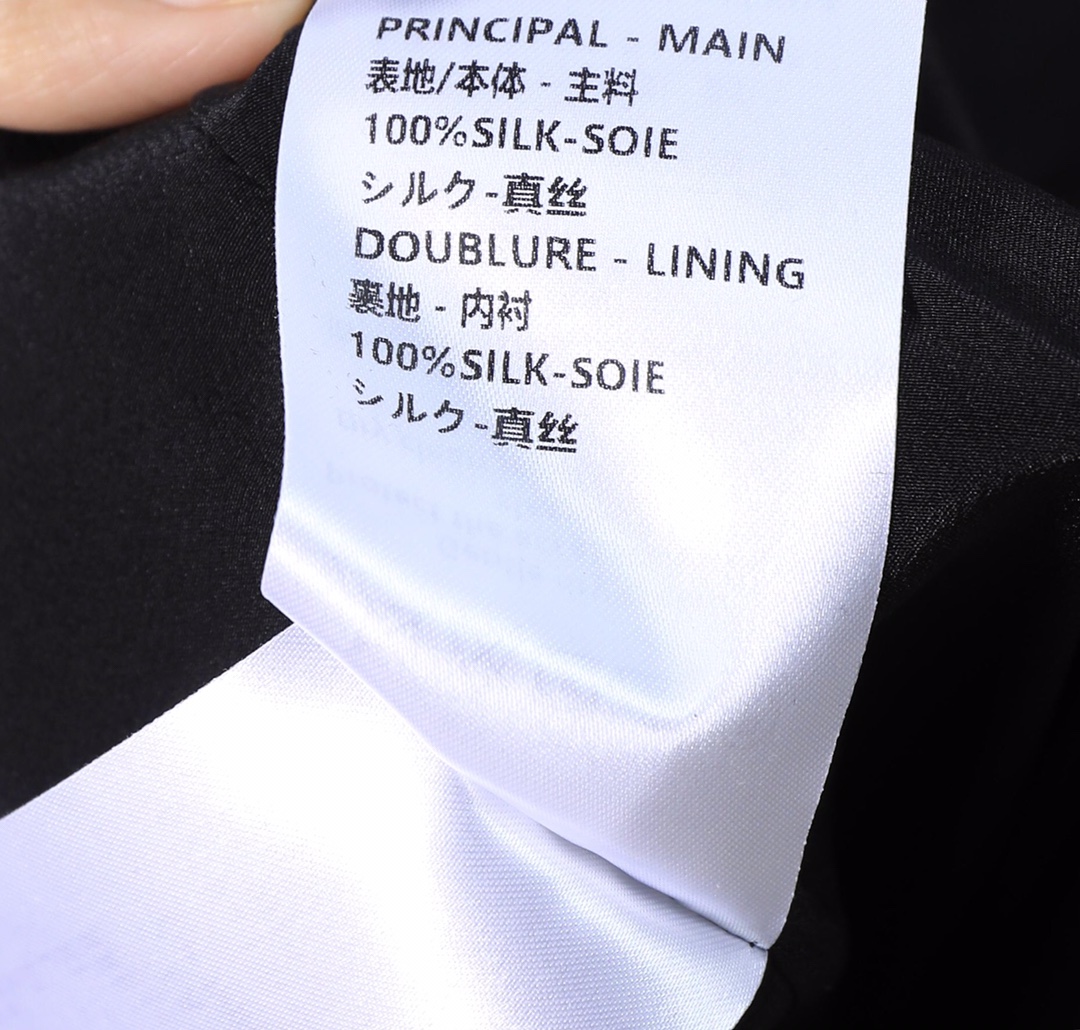 PRINCIPAL - MAIN
表地/本体 - 主料
100%SILK-SOIE
シルク-真丝
DOUBLURE - LINING
裏地 - 内衬
100%SILK-SOIE
シルク-真丝